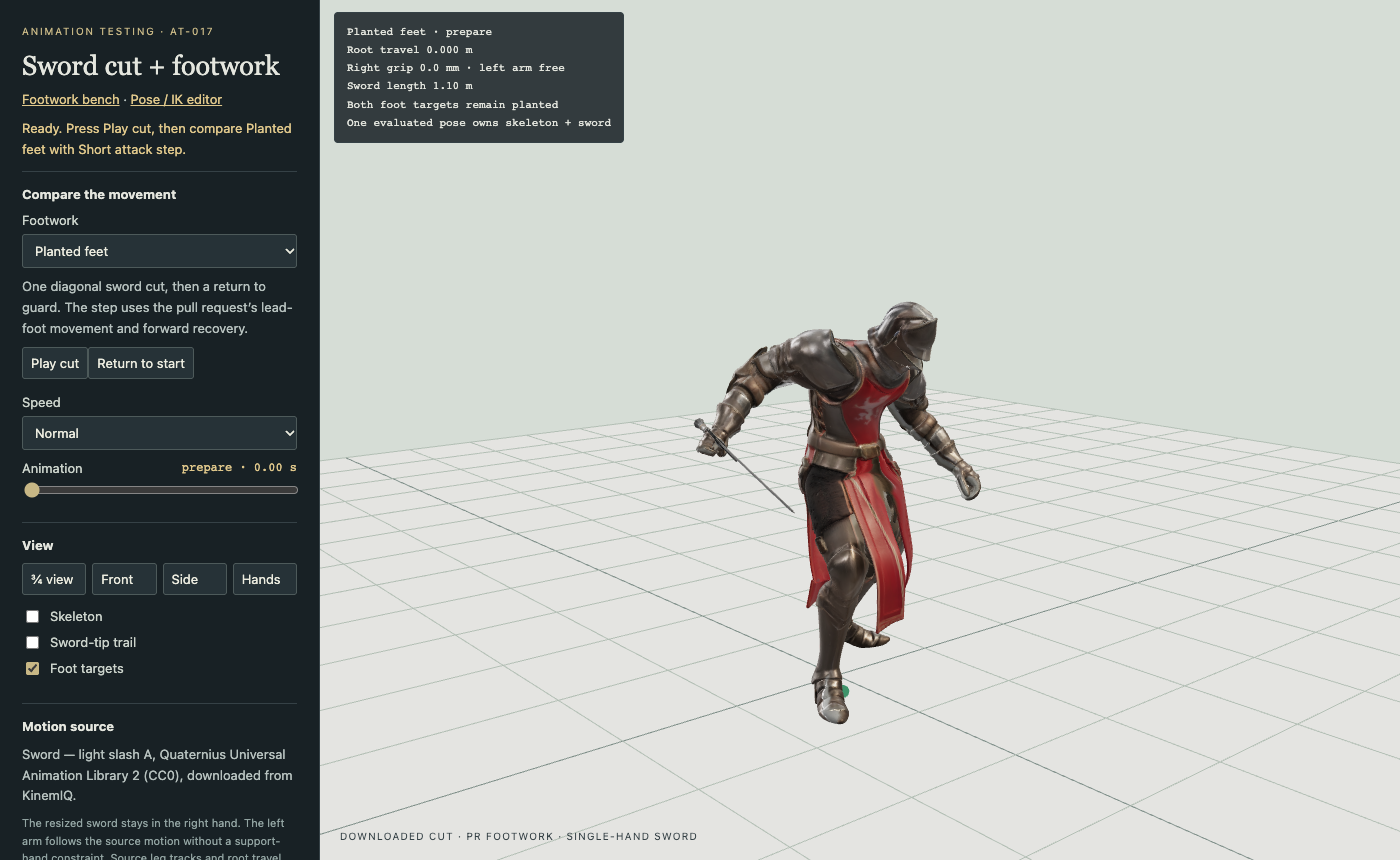 ANIMATION TESTING · AT-017
Sword cut + footwork
Footwork bench · Pose / IK editor
Ready. Press Play cut, then compare Planted
feet with Short attack step.
Compare the movement
Footwork
Planted feet
One diagonal sword cut, then a return to
guard. The step uses the pull request's lead-
foot movement and forward recovery.
Play cut
Return to start
Speed
Normal
Animation
prepare · 0.00 s
View
¾ view
Front
Side
Hands
Skeleton
Sword-tip trail
Foot targets
Motion source
Sword — light slash A, Quaternius Universal
Animation Library 2 (CC0), downloaded from
KinemIQ.
The resized sword stays in the right hand. The left
arm follows the source motion without a support-
hand constraint. Source leg tracks and root travel
Planted feet · prepare
Root travel 0.000 m
Right grip 0.0 mm · left arm free
Sword length 1.10 m
Both foot targets remain planted
One evaluated pose owns skeleton + sword
DOWNLOADED CUT · PR FOOTWORK · SINGLE-HAND SWORD